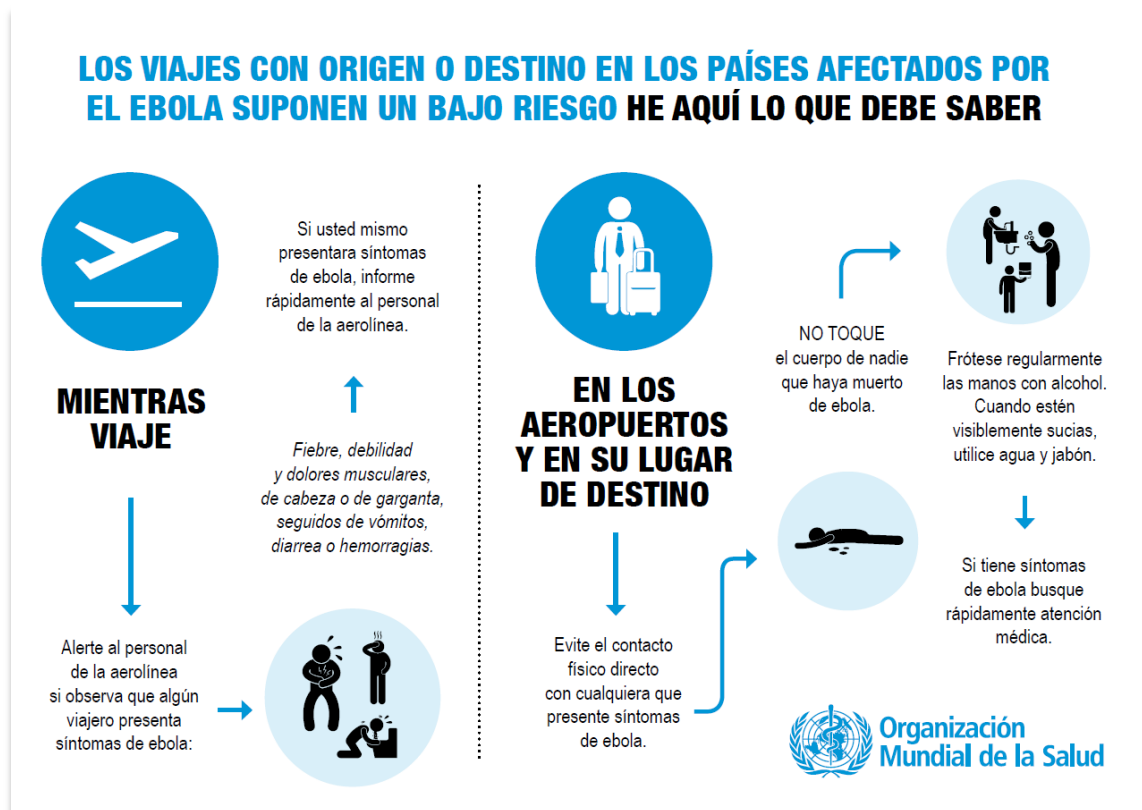 LOS VIAJES CON ORIGEN O DESTINO EN LOS PAÍSES AFECTADOS POR
EL EBOLA SUPONEN UN BAJO RIESGO HE AQUÍ LO QUE DEBE SABER
MIENTRAS
VIAJE
Alerte al personal
de la aerolínea
si observa que algún
viajero presenta
síntomas de ebola:
Fiebre, debilidad
y dolores musculares,
de cabeza o de garganta,
seguidos de vómitos,
diarrea o hemorragias.
Si usted mismo
presentara síntomas
de ebola, informe
rápidamente al personal
de la aerolínea.
EN LOS
AEROPUERTOS
Y EN SU LUGAR
DE DESTINO
Evite el contacto
físico directo
con cualquiera que
presente síntomas
de ebola.
NO TOQUE
el cuerpo de nadie
que haya muerto
de ebola.
Frótese regularmente
las manos con alcohol.
Cuando estén
visiblemente sucias,
utilice agua y jabón.
Si tiene síntomas
de ebola busque
rápidamente atención
médica.
Organización
Mundial de la Salud